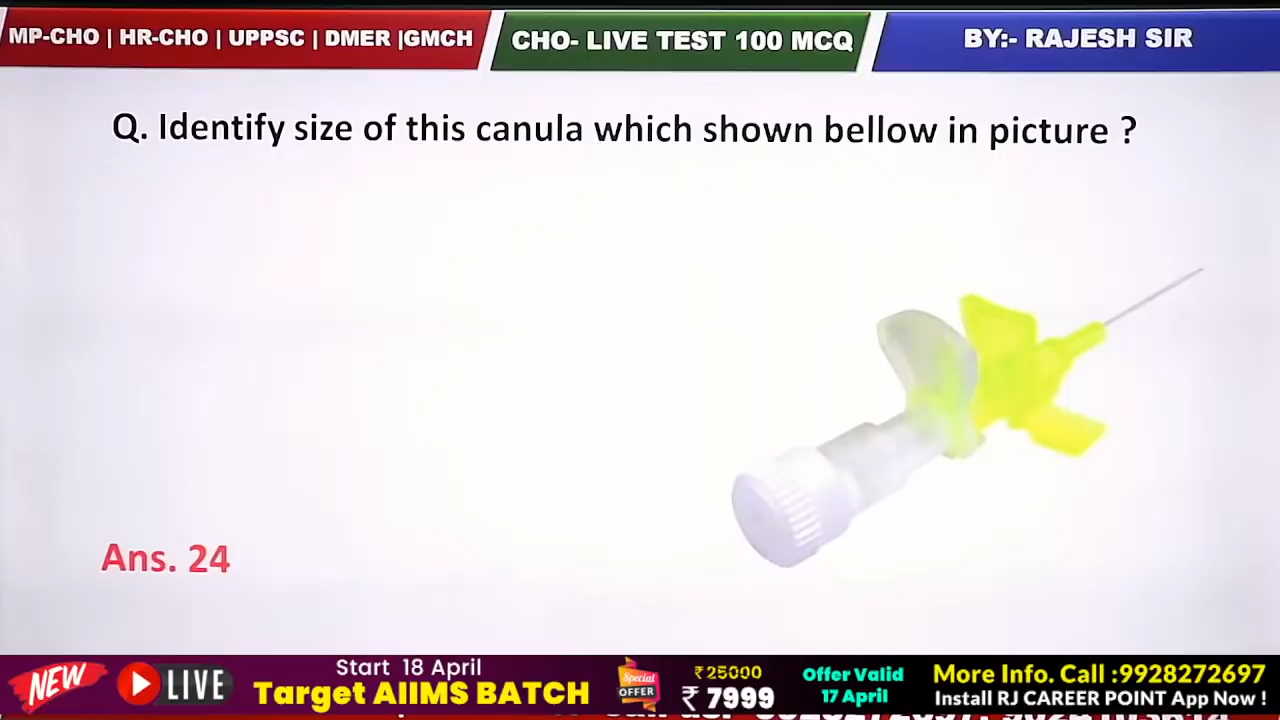 MP-CHO | HR-CHO | UPPSC | DMER |GMCH
CHO- LIVE TEST 100 MCQ
BY:- RAJESH SIR
Q. Identify size of this canula which shown bellow in picture ?
Ans. 24
NEW
LIVE
Start 18 April
Target AIIMS BATCH
Special
OFFER
₹25000
₹7999
Offer Valid
17 April
More Info. Call :9928272697
Install RJ CAREER POINT App Now !